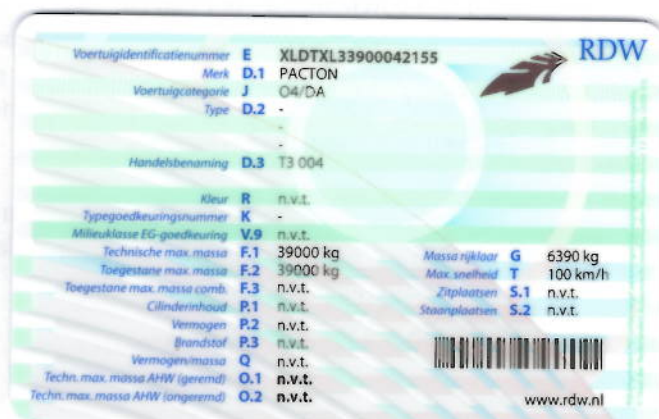 RDW
Voertuigidentificatienummer E XLDTXL33900042155
Merk D.1 PACTON
Voertuigcategorie J O4/DA
Type D.2 -
-
-
Handelsbenaming D.3 T3 004
Kleur R n.v.t.
Typegoedkeuringsnummer K -
Milieuklasse EG-goedkeuring V.9 n.v.t.
Technische max. massa F.1 39000 kg Massa rijklaar G 6390 kg
Toegestane max. massa F.2 39000 kg Max. snelheid T 100 km/h
Toegestane max. massa comb. F.3 n.v.t. Zitplaatsen S.1 n.v.t.
Cilinderinhoud P.1 n.v.t. Staanplaatsen S.2 n.v.t.
Vermogen P.2 n.v.t.
Brandstof P.3 n.v.t.
Vermogen/massa Q n.v.t.
Techn. max. massa AHW (geremd) O.1 n.v.t.
Techn. max. massa AHW (ongeremd) O.2 n.v.t.
www.rdw.nl